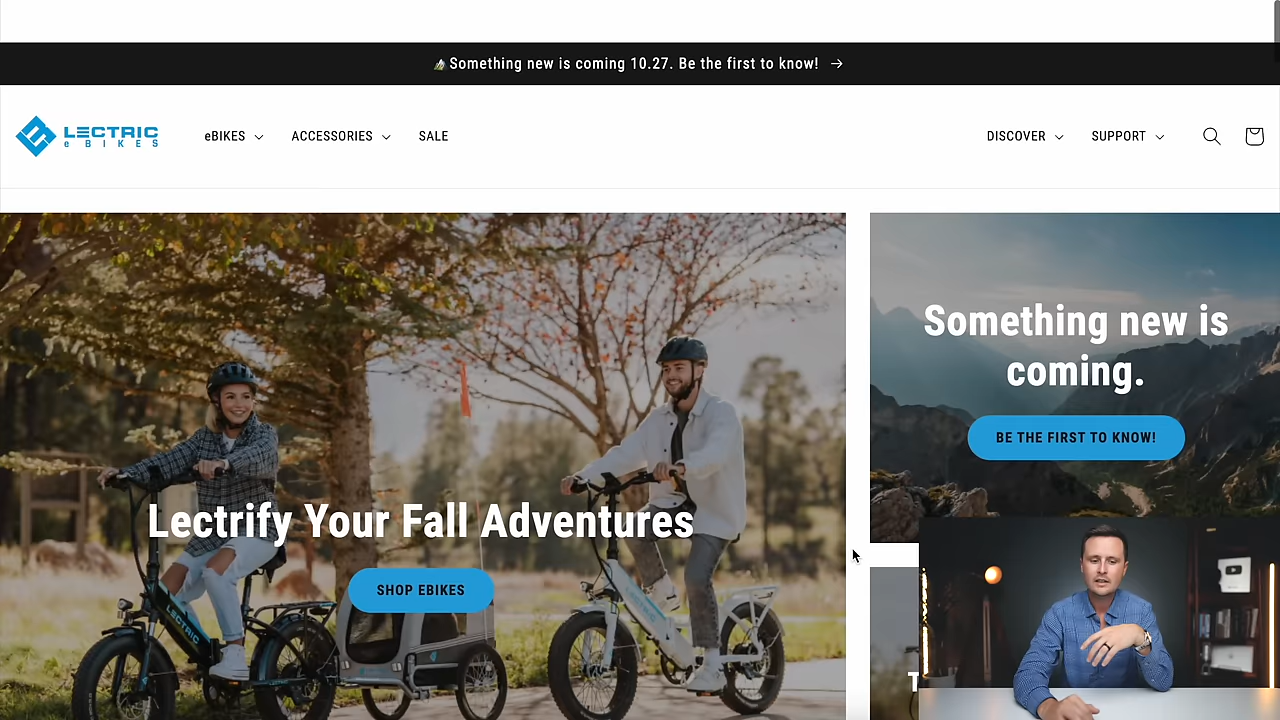 Something new is coming 10.27. Be the first to know! →
LECTRIC
eBIKES
eBIKES
ACCESSORIES
SALE
DISCOVER
SUPPORT
Something new is
coming.
BE THE FIRST TO KNOW!
Lectrify Your Fall Adventures
SHOP EBIKES
LECTRIC